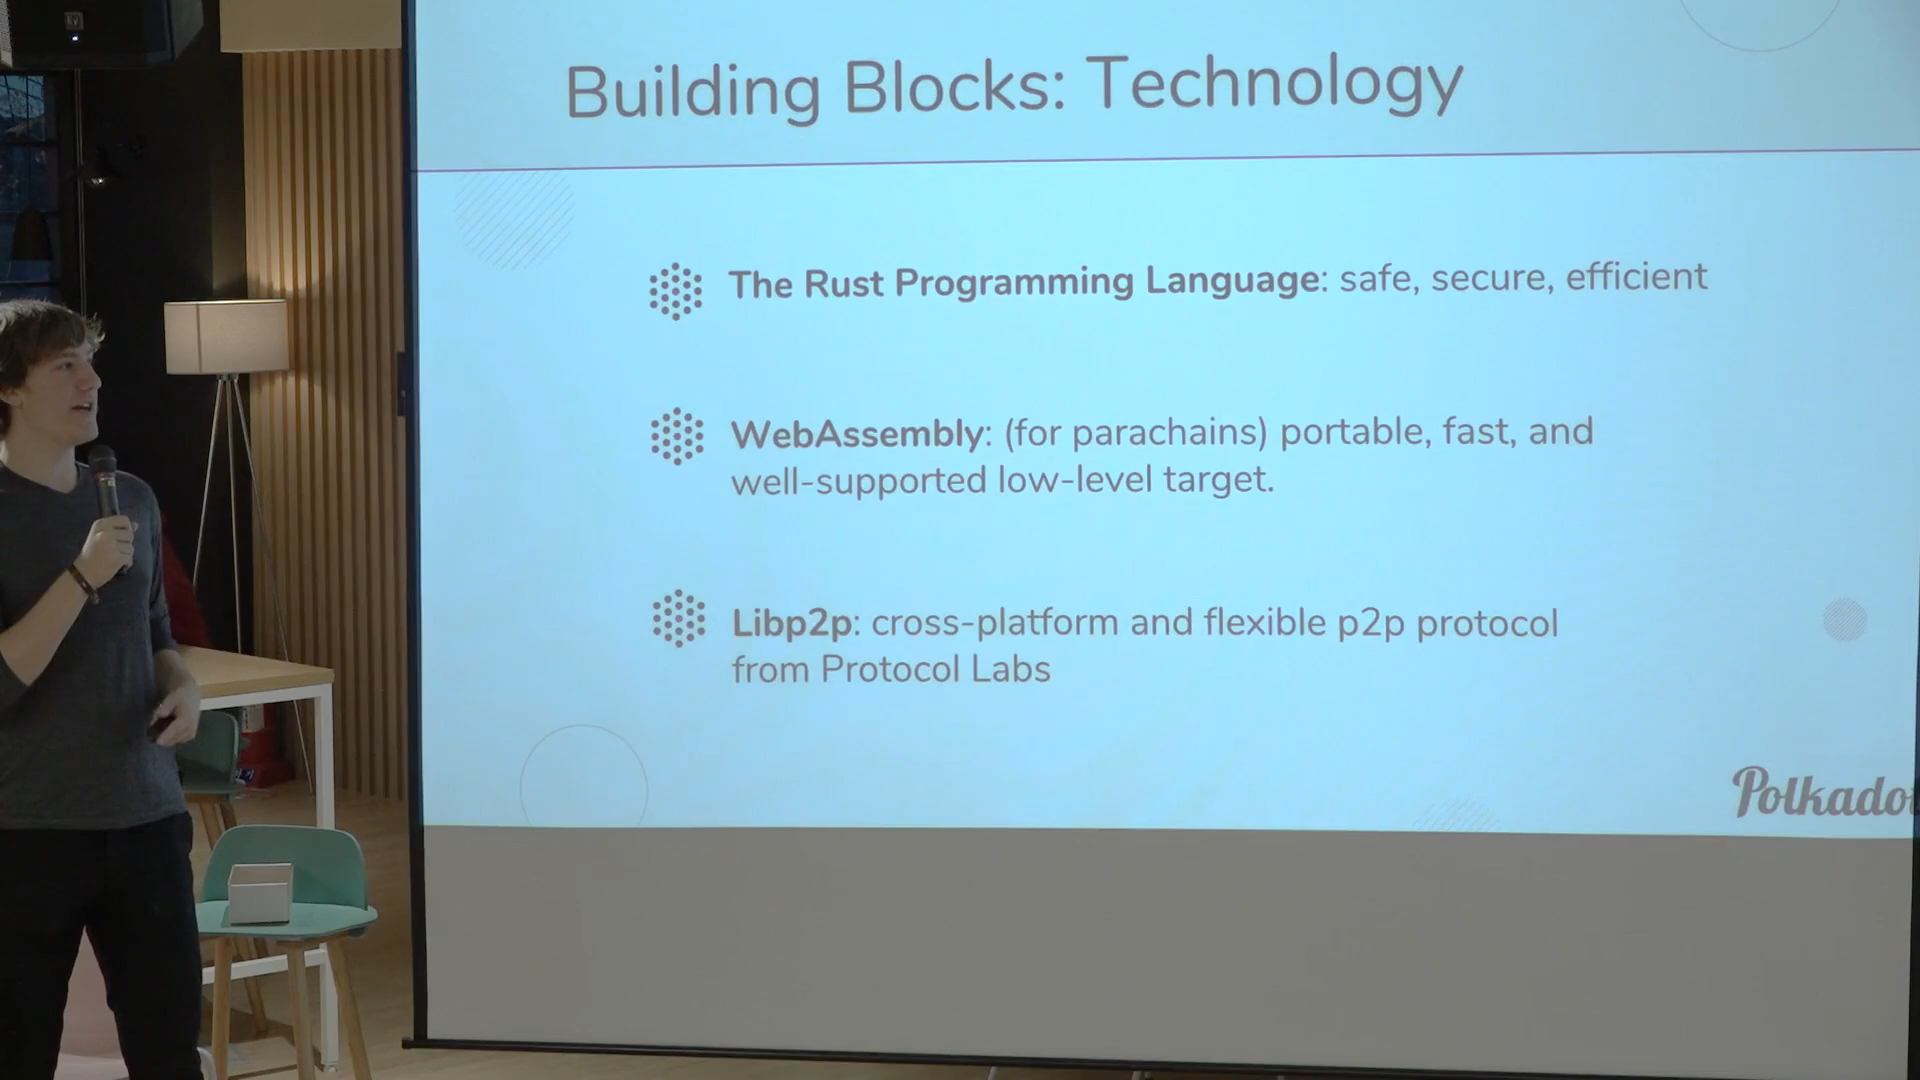 Building Blocks: Technology
The Rust Programming Language: safe, secure, efficient
WebAssembly: (for parachains) portable, fast, and
well-supported low-level target.
Libp2p: cross-platform and flexible p2p protocol
from Protocol Labs
Polkadot